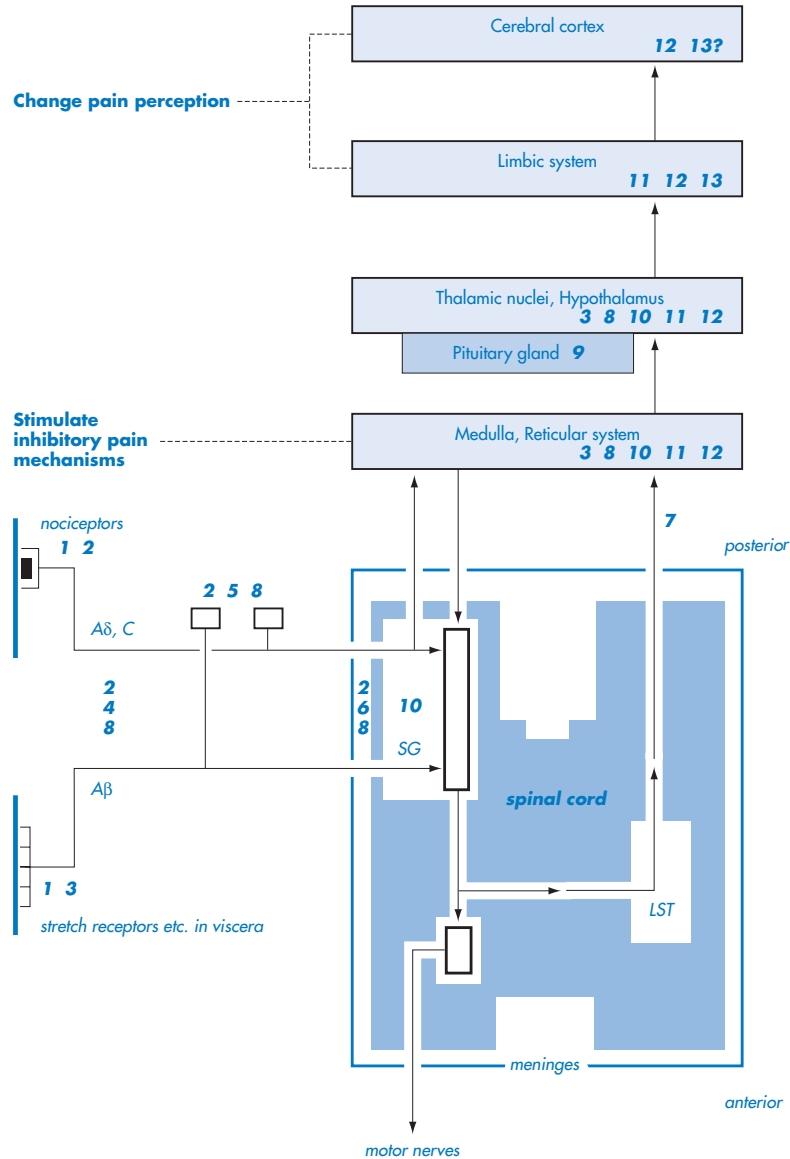 Cerebral cortex
12 13?
Change pain perception
Limbic system
11 12 13
Thalamic nuclei, Hypothalamus
3 8 10 11 12
Pituitary gland 9
Stimulate
inhibitory pain
mechanisms
Medulla, Reticular system
3 8 10 11 12
nociceptors
1 2
7
posterior
2 5 8
Aδ, C
2
4
8
2
6
8
10
SG
Aβ
spinal cord
1 3
stretch receptors etc. in viscera
LST
meninges
anterior
motor nerves